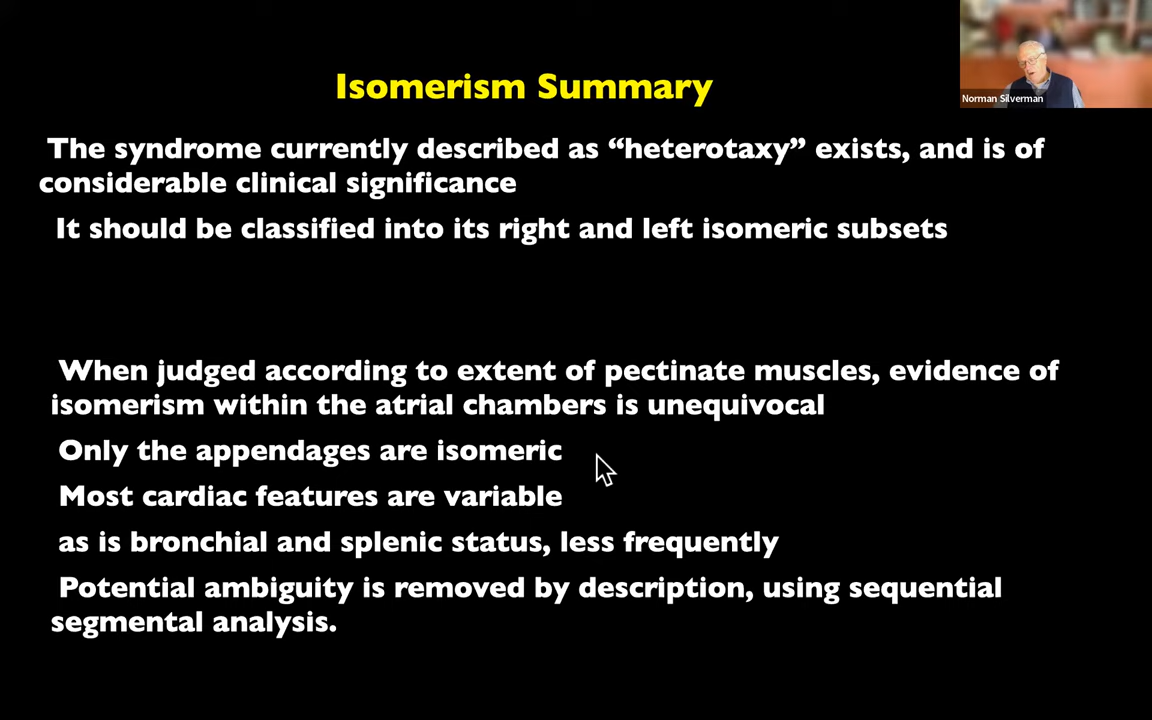 Isomerism Summary
Norman Silverman
The syndrome currently described as “heterotaxy” exists, and is of
considerable clinical significance
It should be classified into its right and left isomeric subsets
When judged according to extent of pectinate muscles, evidence of
isomerism within the atrial chambers is unequivocal
Only the appendages are isomeric
Most cardiac features are variable
as is bronchial and splenic status, less frequently
Potential ambiguity is removed by description, using sequential
segmental analysis.